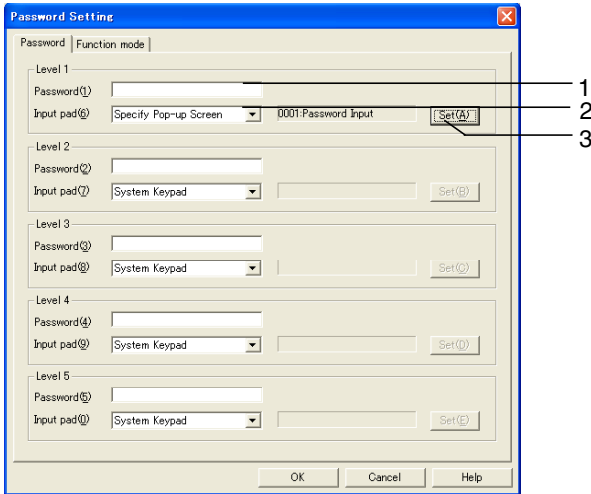 Password Setting
Password Function mode
Level 1
Password(1) 1
Input pad(6) Specify Pop-up Screen 0001:Password Input Set(A) 2
3
Level 2
Password(2)
Input pad(7) System Keypad Set(B)
Level 3
Password(3)
Input pad(8) System Keypad Set(C)
Level 4
Password(4)
Input pad(9) System Keypad Set(D)
Level 5
Password(5)
Input pad(0) System Keypad Set(E)
OK Cancel Help